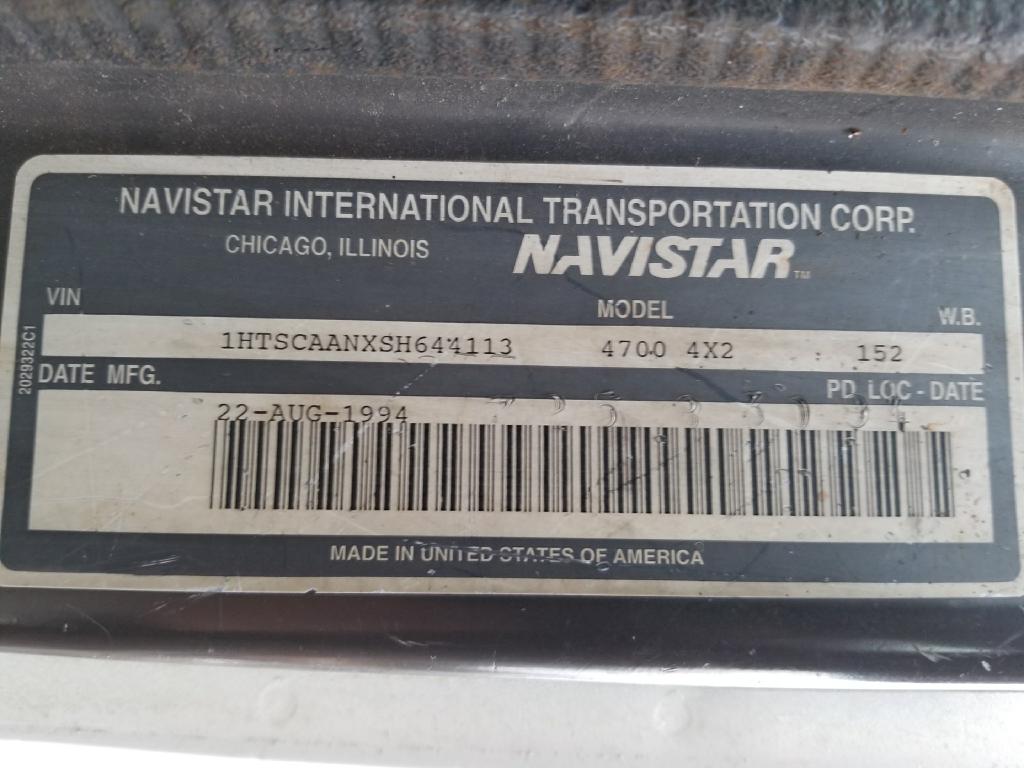 NAVISTAR INTERNATIONAL TRANSPORTATION CORP.
CHICAGO, ILLINOIS NAVISTAR™
VIN MODEL W.B.
1HTSCAANXSH644113 4700 4X2 : 152
2029322C1
DATE MFG. PD LOC - DATE
22-AUG-1994
MADE IN UNITED STATES OF AMERICA